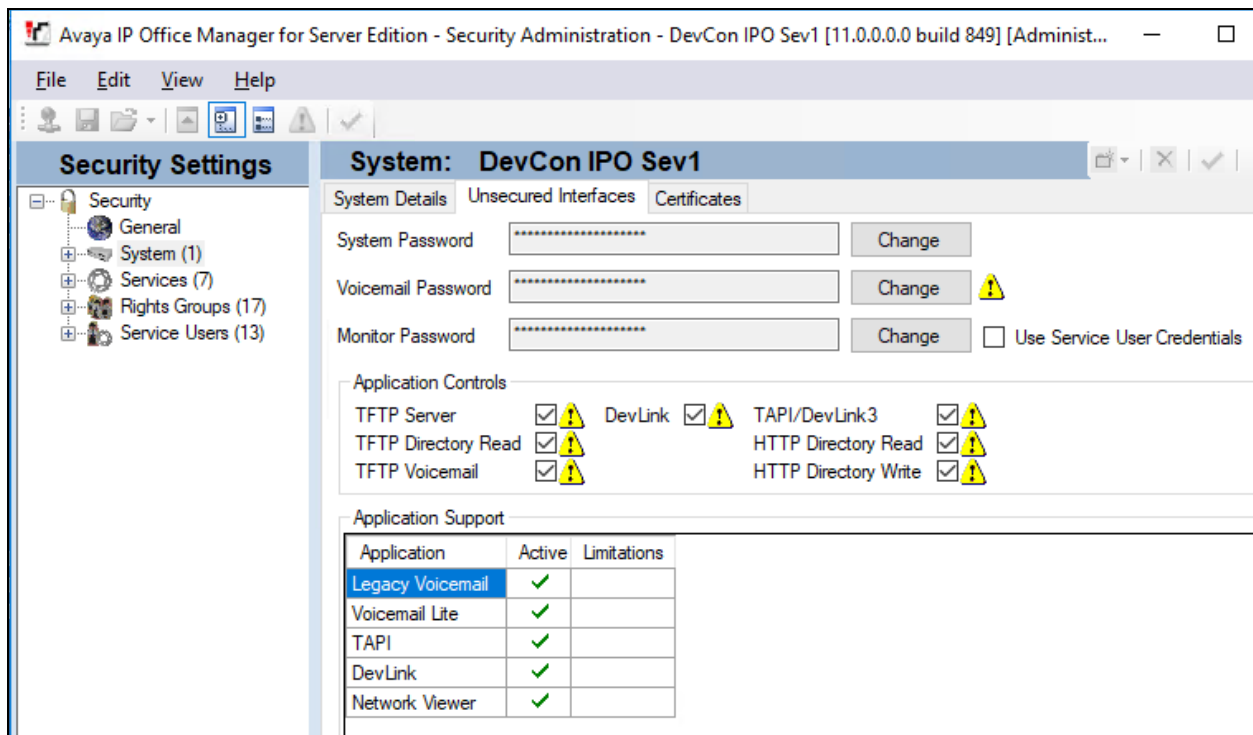 Avaya IP Office Manager for Server Edition - Security Administration - DevCon IPO Sev1 [11.0.0.0.0 build 849] [Administ...
File Edit View Help
Security Settings
Security
General
System (1)
Services (7)
Rights Groups (17)
Service Users (13)
System: DevCon IPO Sev1
System Details Unsecured Interfaces Certificates
System Password ******************** Change
Voicemail Password ******************** Change
Monitor Password ******************** Change Use Service User Credentials
Application Controls
TFTP Server DevLink TAPI/DevLink3
TFTP Directory Read HTTP Directory Read
TFTP Voicemail HTTP Directory Write
Application Support
Application Active Limitations
Legacy Voicemail
Voicemail Lite
TAPI
DevLink
Network Viewer